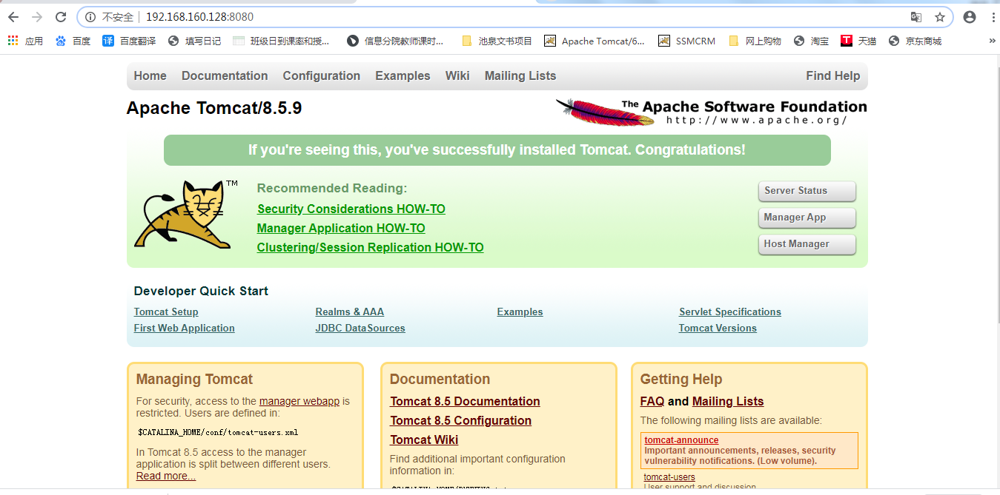 不安全 192.168.160.128:8080
应用 百度 百度翻译 填写日记 班级日到课率和授... 信息分院教师课时... 池泉文书项目 Apache Tomcat/6... SSMCRM 网上购物 淘宝 天猫 京东商城 »
Home Documentation Configuration Examples Wiki Mailing Lists Find Help
Apache Tomcat/8.5.9
The Apache Software Foundation
http://www.apache.org/
If you're seeing this, you've successfully installed Tomcat. Congratulations!
TM
Recommended Reading:
Security Considerations HOW-TO
Manager Application HOW-TO
Clustering/Session Replication HOW-TO
Server Status
Manager App
Host Manager
Developer Quick Start
Tomcat Setup
First Web Application
Realms & AAA
JDBC DataSources
Examples
Servlet Specifications
Tomcat Versions
Managing Tomcat
For security, access to the manager webapp is
restricted. Users are defined in:
$CATALINA_HOME/conf/tomcat-users.xml
In Tomcat 8.5 access to the manager
application is split between different users.
Read more...
Documentation
Tomcat 8.5 Documentation
Tomcat 8.5 Configuration
Tomcat Wiki
Find additional important configuration
information in:
Getting Help
FAQ and Mailing Lists
The following mailing lists are available:
tomcat-announce
Important announcements, releases, security
vulnerability notifications. (Low volume).
tomcat-users
User support and discussion